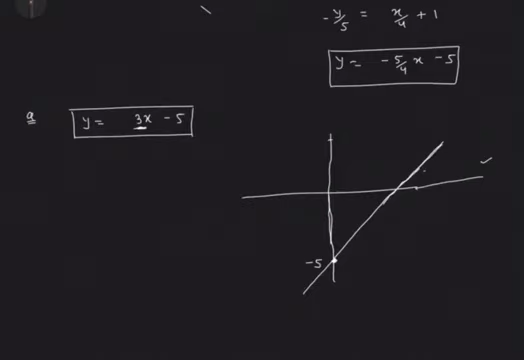 -y/5 = x/4 + 1
y = -5/4 x - 5
a y = 3x - 5
-5